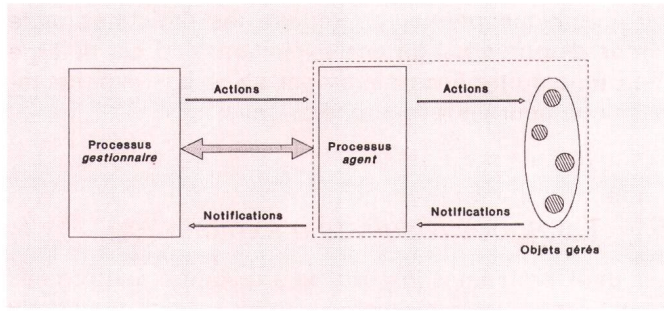 Actions
Actions
Processus
gestionnaire
Processus
agent
Notifications
Notifications
Objets gérés